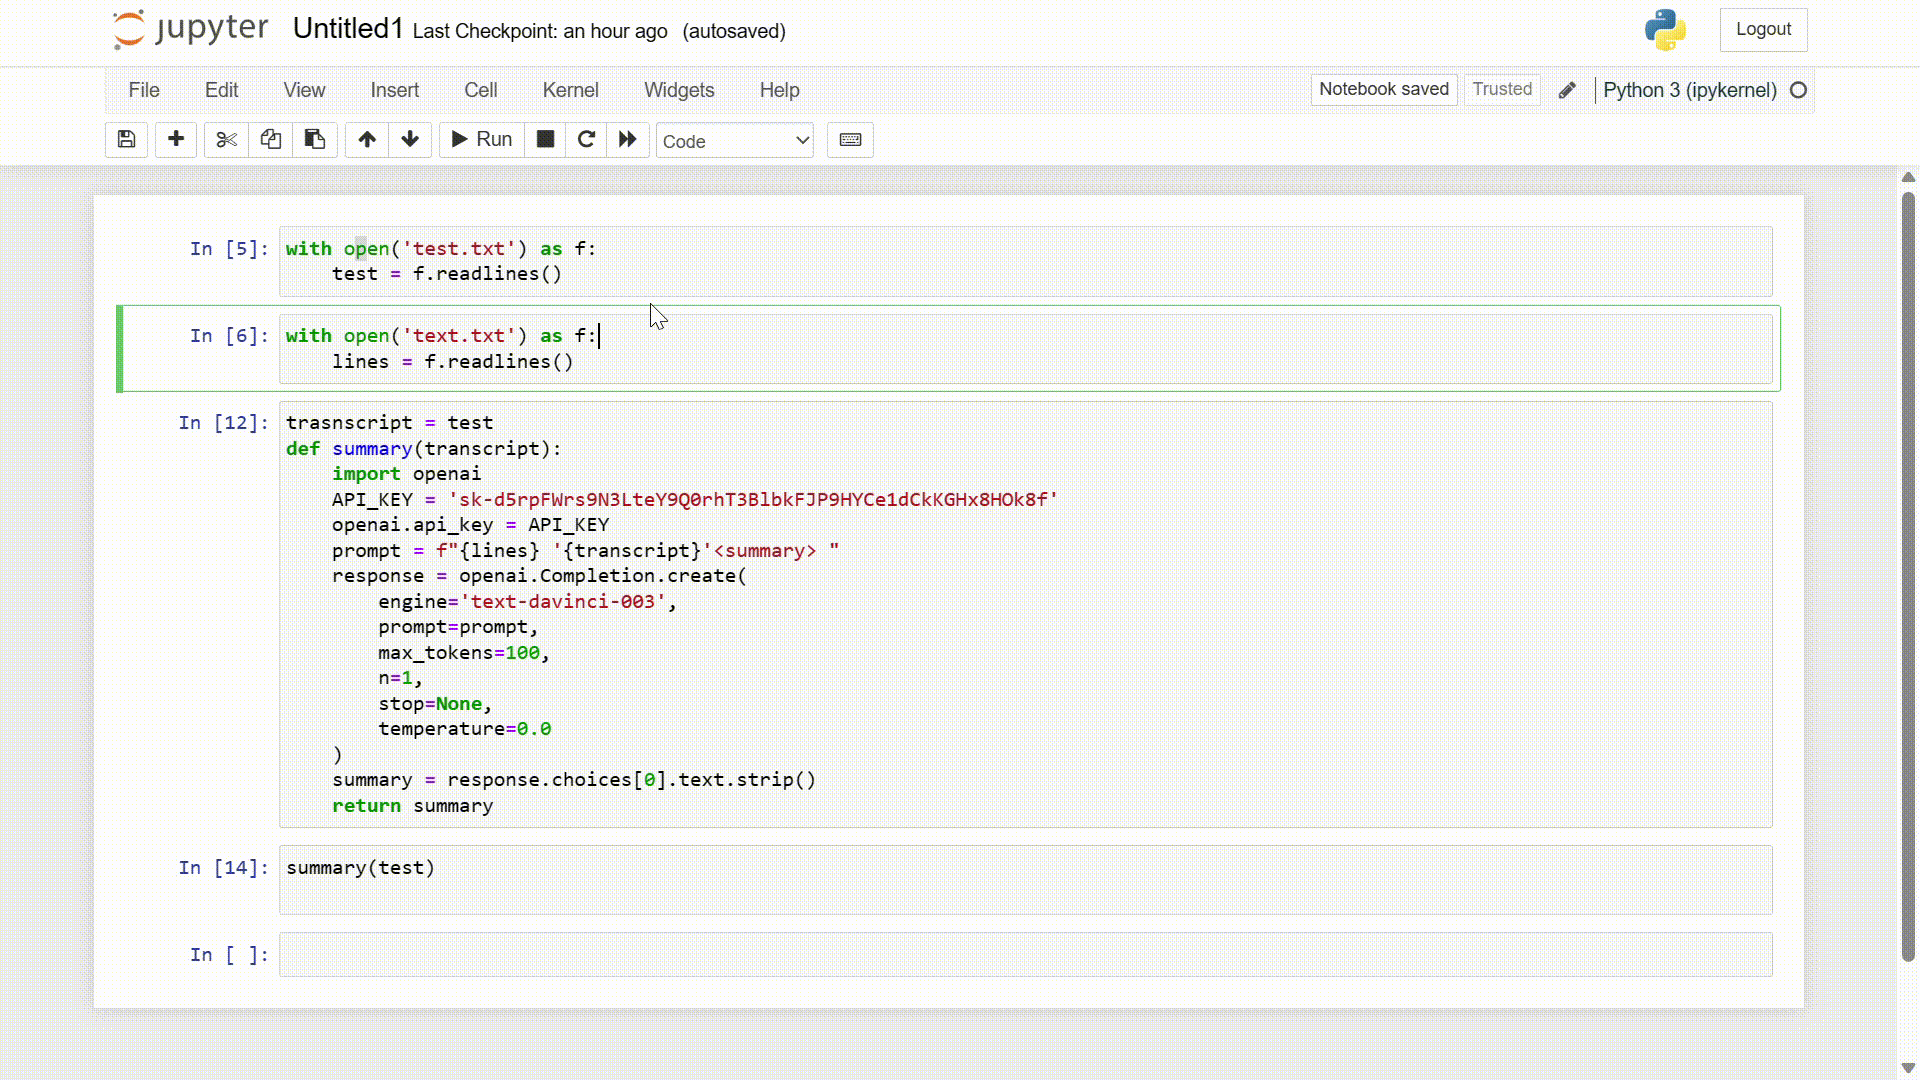 jupyter Untitled1 Last Checkpoint: an hour ago (autosaved) Logout
File Edit View Insert Cell Kernel Widgets Help Notebook saved Trusted Python 3 (ipykernel)
Run Code
In [5]: with open('test.txt') as f:
    test = f.readlines()
In [6]: with open('text.txt') as f:
    lines = f.readlines()
In [12]: trasnscript = test
def summary(transcript):
    import openai
    API_KEY = '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'
    openai.api_key = API_KEY
    prompt = f"{lines} '{transcript}'<summary> "
    response = openai.Completion.create(
        engine='text-davinci-003',
        prompt=prompt,
        max_tokens=100,
        n=1,
        stop=None,
        temperature=0.0
    )
    summary = response.choices[0].text.strip()
    return summary
In [14]: summary(test)
In [ ]: